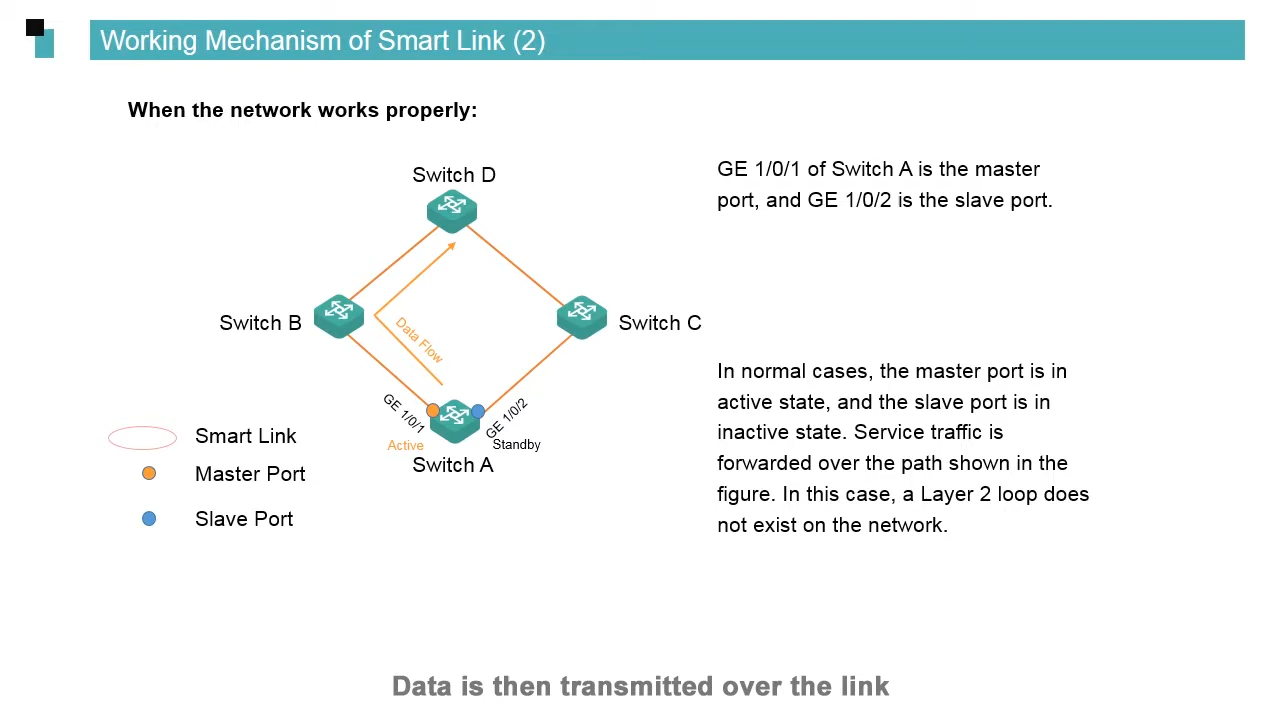 Working Mechanism of Smart Link (2)
When the network works properly:
Switch D
Switch B
Switch C
Data Flow
GE 1/0/1
GE 1/0/2
Active
Standby
Switch A
Smart Link
Master Port
Slave Port
GE 1/0/1 of Switch A is the master
port, and GE 1/0/2 is the slave port.
In normal cases, the master port is in
active state, and the slave port is in
inactive state. Service traffic is
forwarded over the path shown in the
figure. In this case, a Layer 2 loop does
not exist on the network.
Data is then transmitted over the link